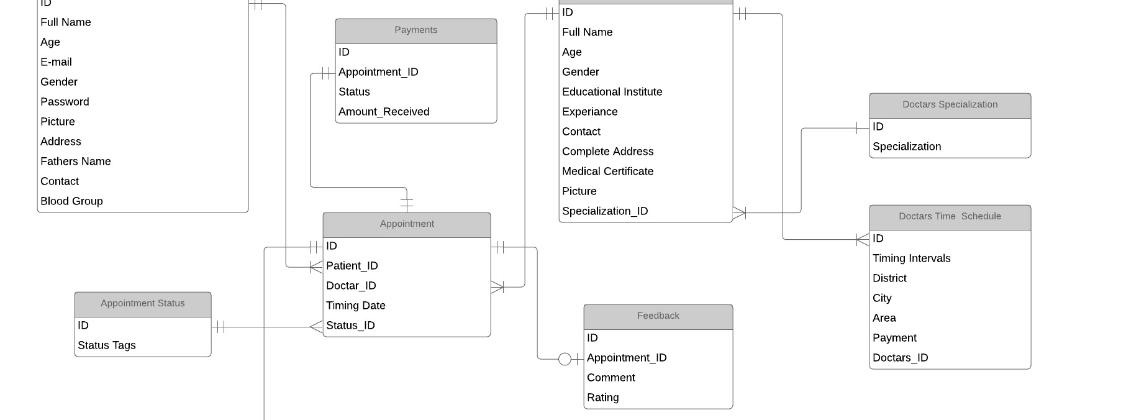 ID
Full Name
Age
E-mail
Gender
Password
Picture
Address
Fathers Name
Contact
Blood Group
Payments
ID
Appointment_ID
Status
Amount_Received
ID
Full Name
Age
Gender
Educational Institute
Experiance
Contact
Complete Address
Medical Certificate
Picture
Specialization_ID
Doctars Specialization
ID
Specialization
Appointment
ID
Patient_ID
Doctar_ID
Timing Date
Status_ID
Doctars Time Schedule
ID
Timing Intervals
District
City
Area
Payment
Doctars_ID
Appointment Status
ID
Status Tags
Feedback
ID
Appointment_ID
Comment
Rating